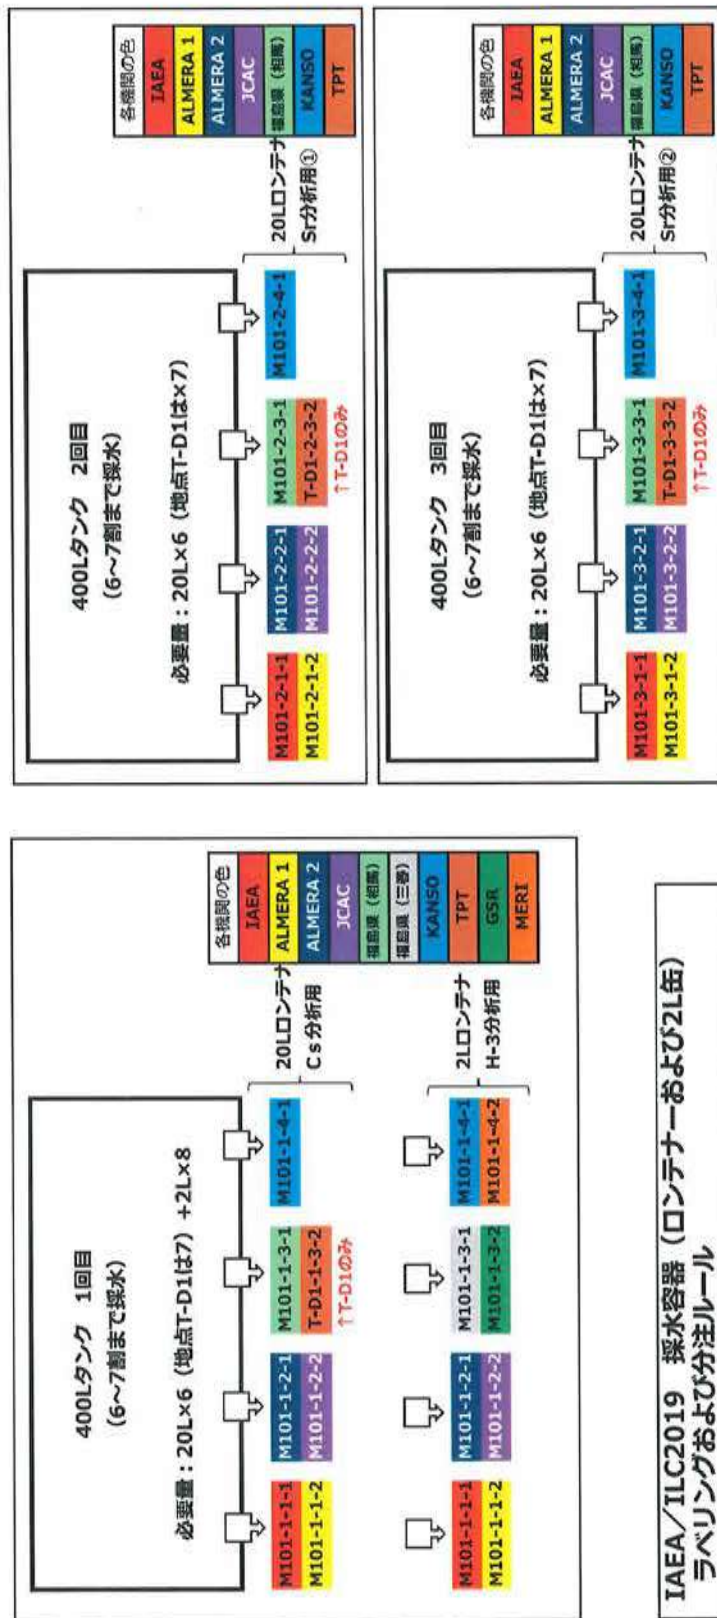 IAEA/ILC2019 採水容器(ロンテナーおよび2L缶)
ラベリングおよび分注ルール
400Lタンク 1回目
(6~7割まで採水)
必要量:20L×6(地点T-D1は7)+2L×8
M101-1-1-1
M101-1-1-2
M101-1-2-1
M101-1-2-2
M101-1-3-1
T-D1-1-3-2
↑T-D1のみ
M101-1-4-1
20Lロンテナ
Cs分析用
M101-1-1-1
M101-1-1-2
M101-1-2-1
M101-1-2-2
M101-1-3-1
M101-1-3-2
M101-1-4-1
M101-1-4-2
2Lロンテナ
H-3分析用
各機関の色
IAEA
ALMERA 1
ALMERA 2
JCAC
福島県(相馬)
福島県(三春)
KANSO
TPT
GSR
MERI
400Lタンク 2回目
(6~7割まで採水)
必要量:20L×6(地点T-D1は×7)
M101-2-1-1
M101-2-1-2
M101-2-2-1
M101-2-2-2
M101-2-3-1
T-D1-2-3-2
↑T-D1のみ
M101-2-4-1
20Lロンテナ
Sr分析用①
各機関の色
IAEA
ALMERA 1
ALMERA 2
JCAC
福島県(相馬)
KANSO
TPT
400Lタンク 3回目
(6~7割まで採水)
必要量:20L×6(地点T-D1は×7)
M101-3-1-1
M101-3-1-2
M101-3-2-1
M101-3-2-2
M101-3-3-1
T-D1-3-3-2
↑T-D1のみ
M101-3-4-1
20Lロンテナ
Sr分析用②
各機関の色
IAEA
ALMERA 1
ALMERA 2
JCAC
福島県(相馬)
KANSO
TPT